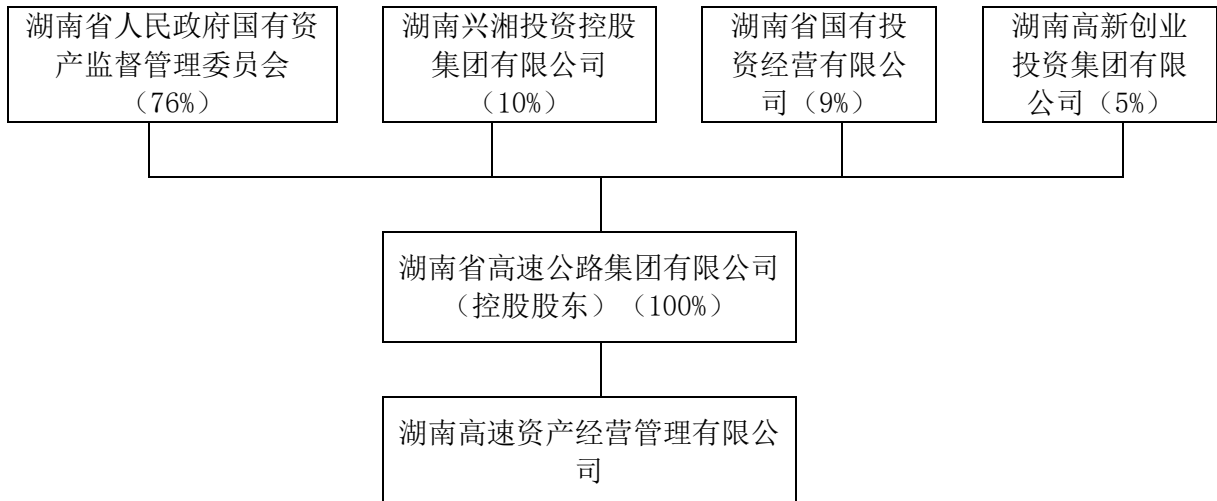 湖南省人民政府国有资
产监督管理委员会
（76%）
湖南兴湘投资控股
集团有限公司
（10%）
湖南省国有投
资经营有限公
司（9%）
湖南高新创业
投资集团有限
公司（5%）
湖南省高速公路集团有限公司
（控股股东）（100%）
湖南高速资产经营管理有限公
司